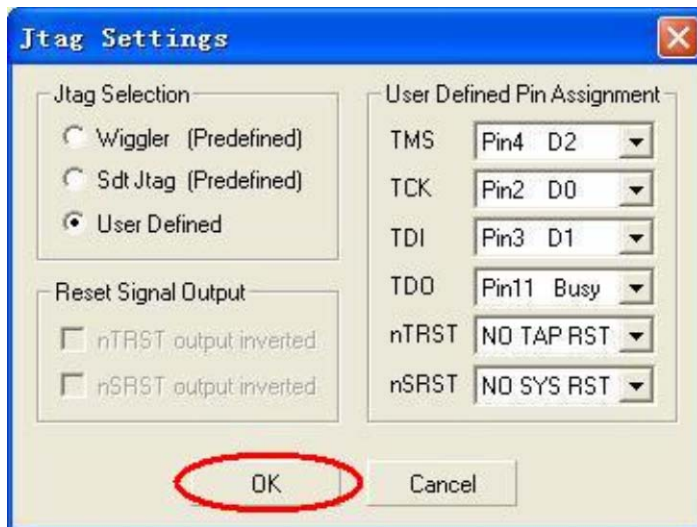 Jtag Settings
Jtag Selection
Wiggler (Predefined)
Sdt Jtag (Predefined)
User Defined
Reset Signal Output
nTRST output inverted
nSRST output inverted
User Defined Pin Assignment
TMS Pin4 D2
TCK Pin2 D0
TDI Pin3 D1
TDO Pin11 Busy
nTRST NO TAP RST
nSRST NO SYS RST
OK Cancel